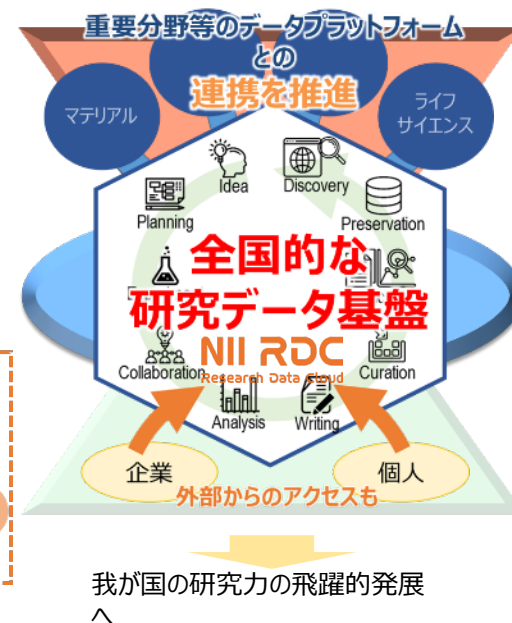 重要分野等のデータプラットフォーム
との
連携を推進
マテリアル
ライフ
サイエンス
Idea
Discovery
Planning
Preservation
全国的な
研究データ基盤
NII RDC
Research Data Cloud
Collaboration
Curation
Analysis
Writing
企業
個人
外部からのアクセスも
我が国の研究力の飛躍的発展
へ